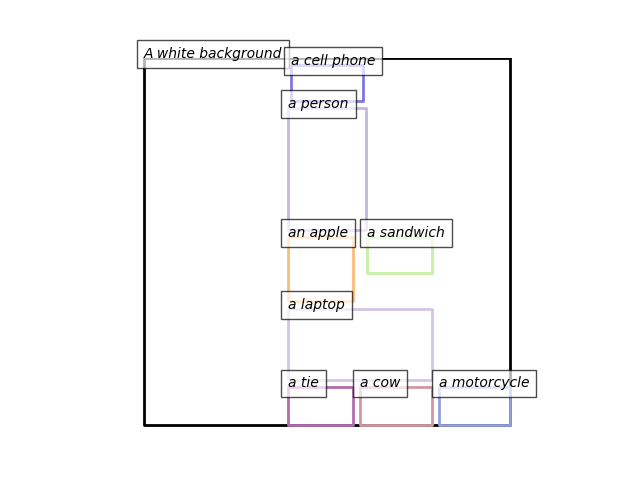 A white background
a cell phone
a person
an apple
a sandwich
a laptop
a tie
a cow
a motorcycle